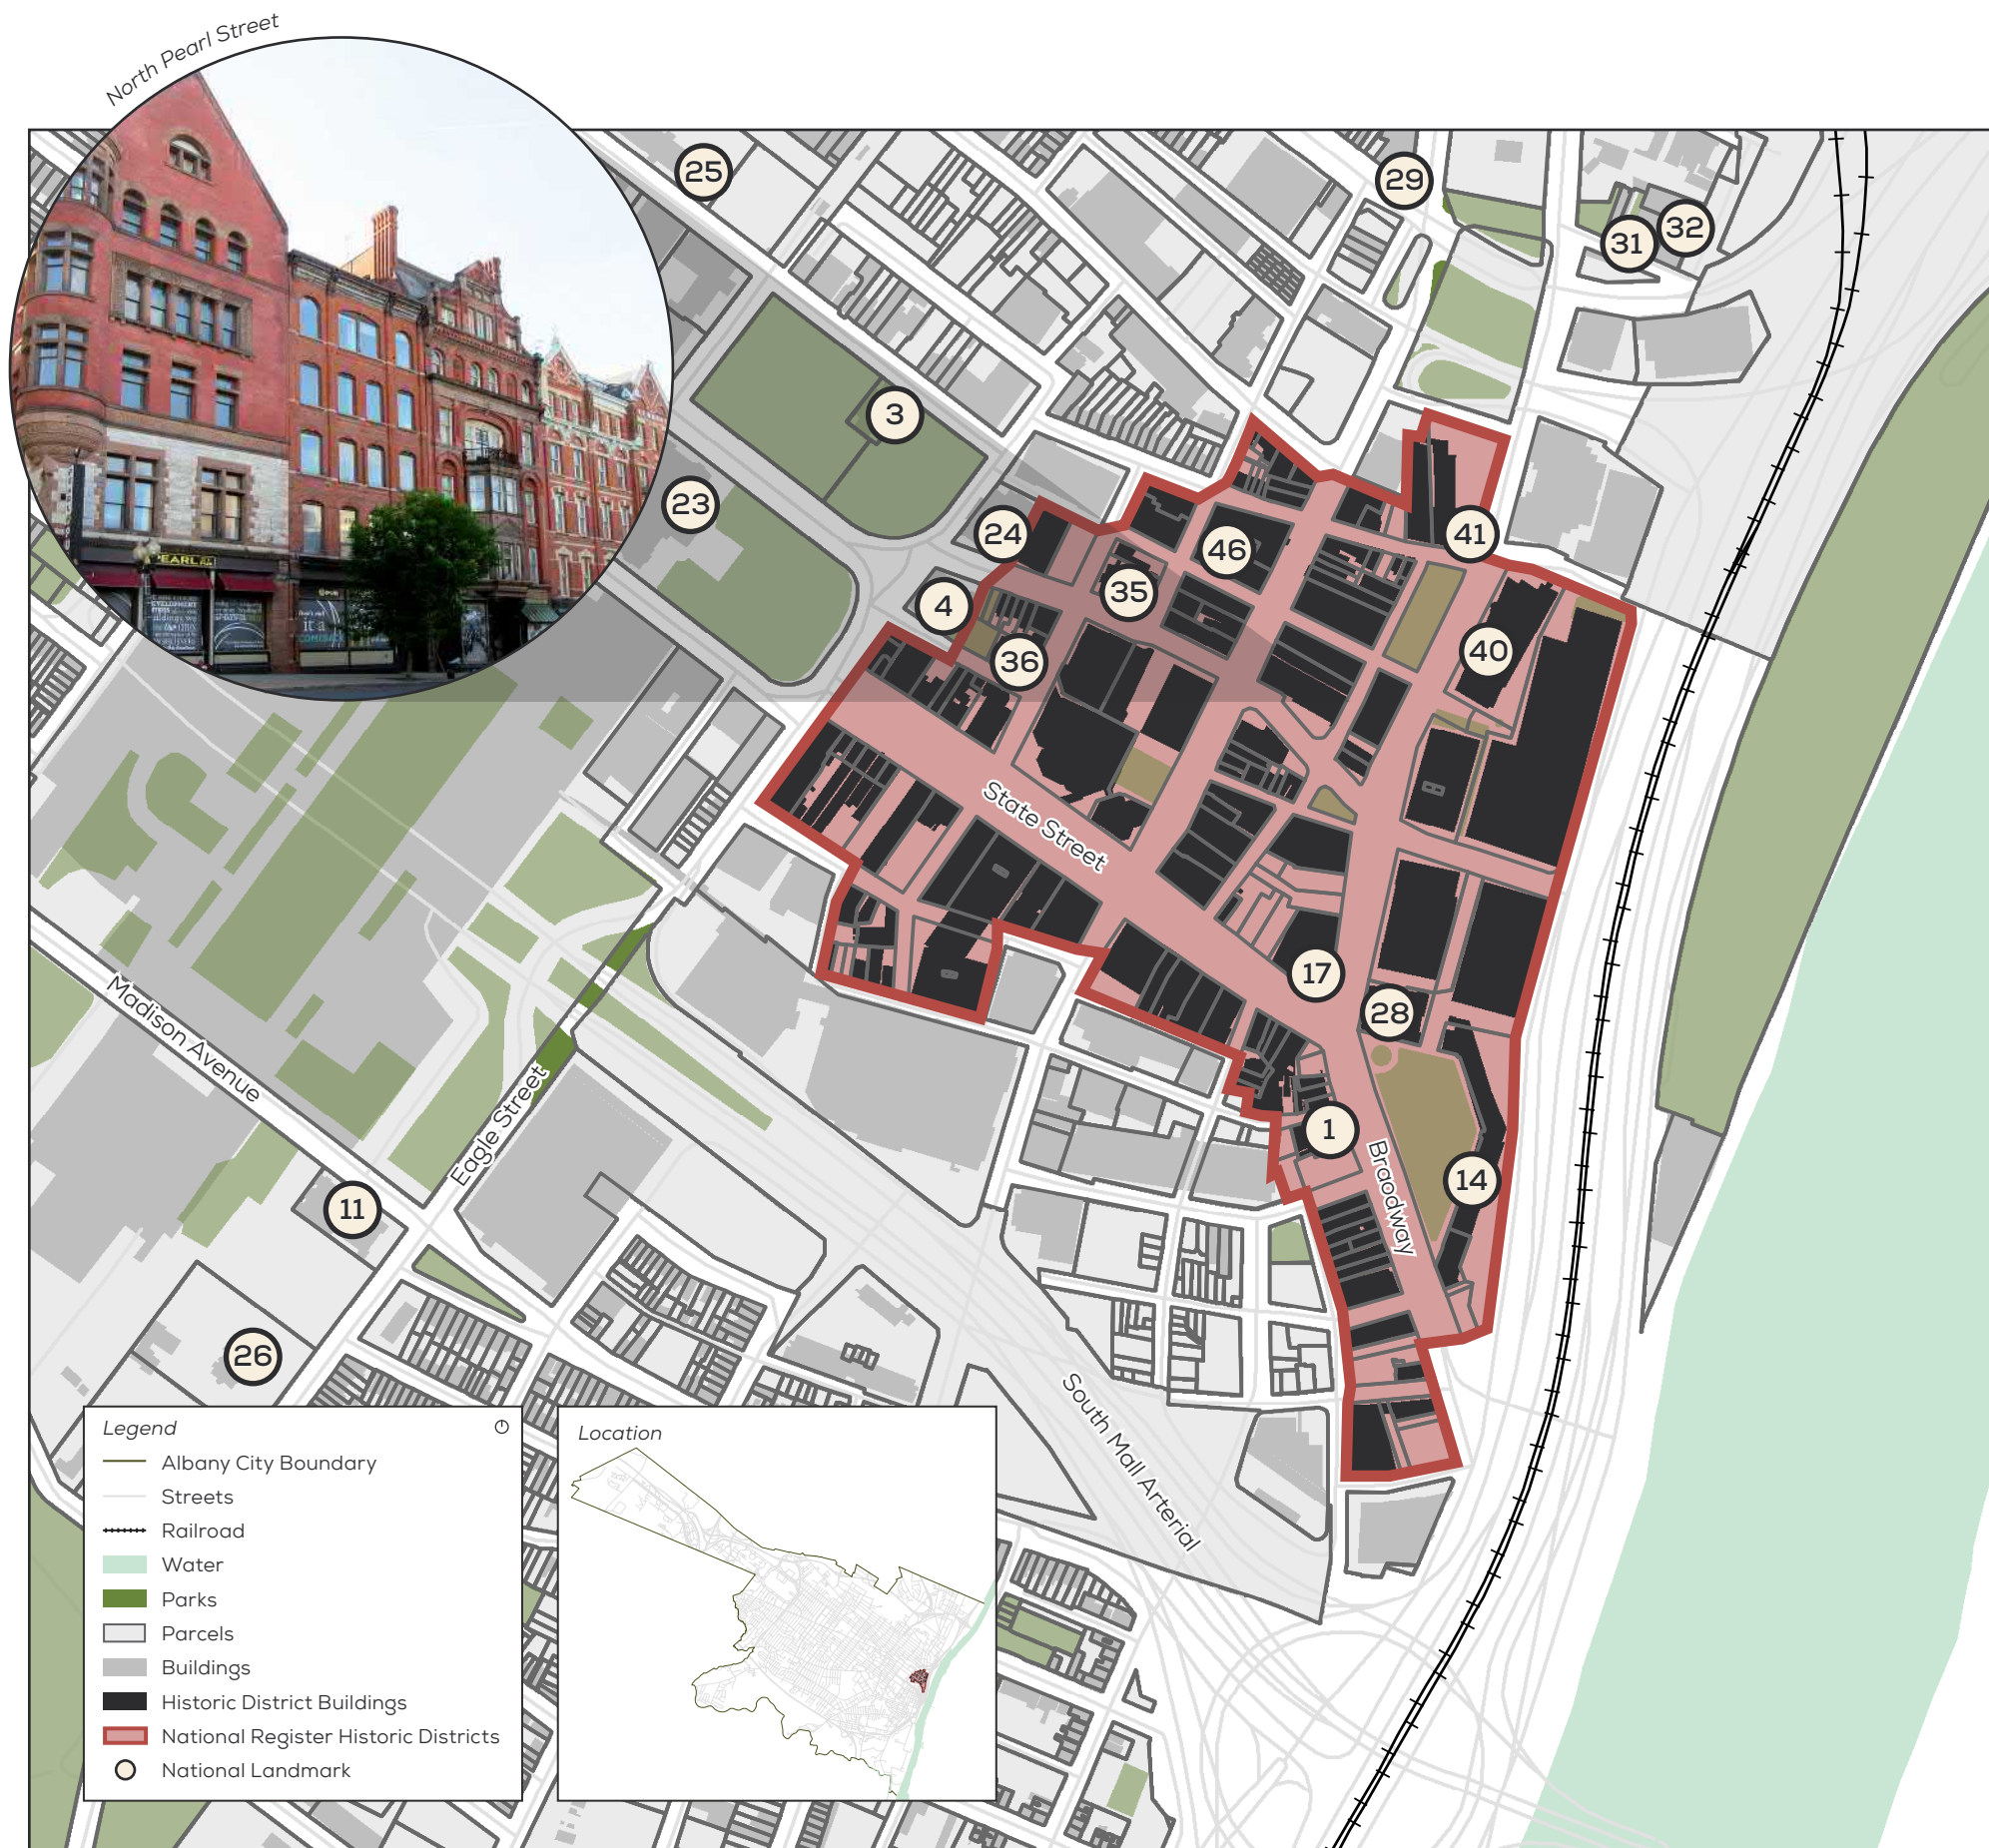 North Pearl Street
25
29
31
32
3
23
24
46
41
4
35
36
40
PEARL
it a
State Street
17
28
Madison Avenue
Eagle Street
1
Braodway
14
11
26
South Mall Arterial
Legend
Albany City Boundary
Streets
Railroad
Water
Parks
Parcels
Buildings
Historic District Buildings
National Register Historic Districts
National Landmark
Location